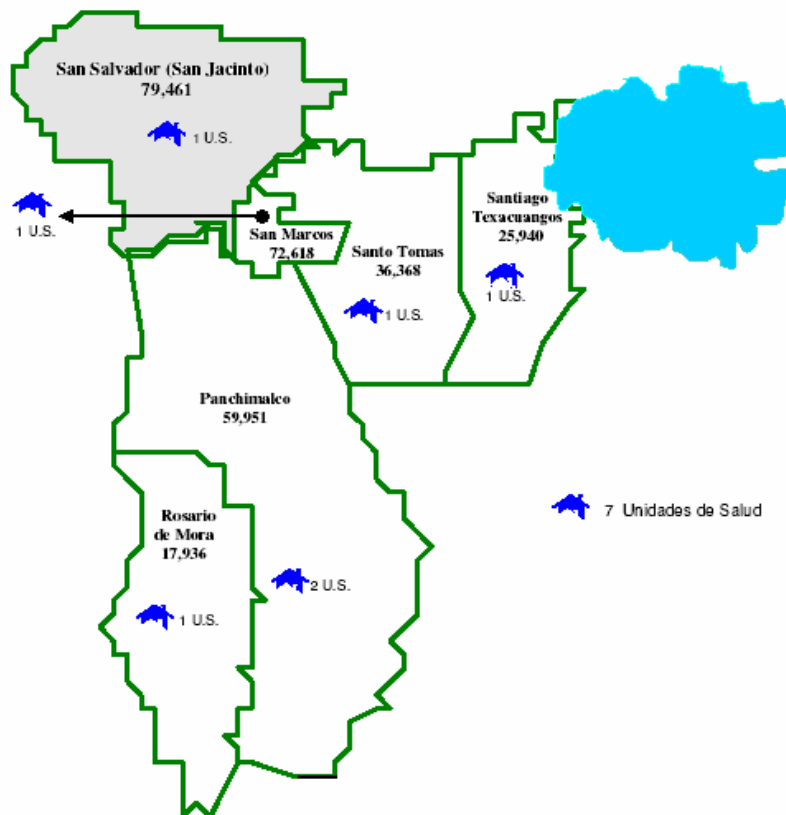 San Salvador (San Jacinto)
79,461
1 U.S.
1 U.S.
San Marcos
72,618
Santo Tomas
36,368
1 U.S.
Santiago
Texacuangos
25,940
1 U.S.
Panchimalco
59,951
2 U.S.
Rosario
de Mora
17,936
1 U.S.
7 Unidades de Salud